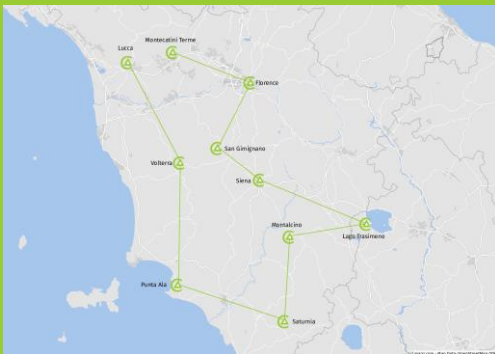 Montecatini Terme
Lucca
Florence
San Gimignano
Volterra
Siena
Montalcino
Lago Trasimeno
Punta Ala
Saturnia